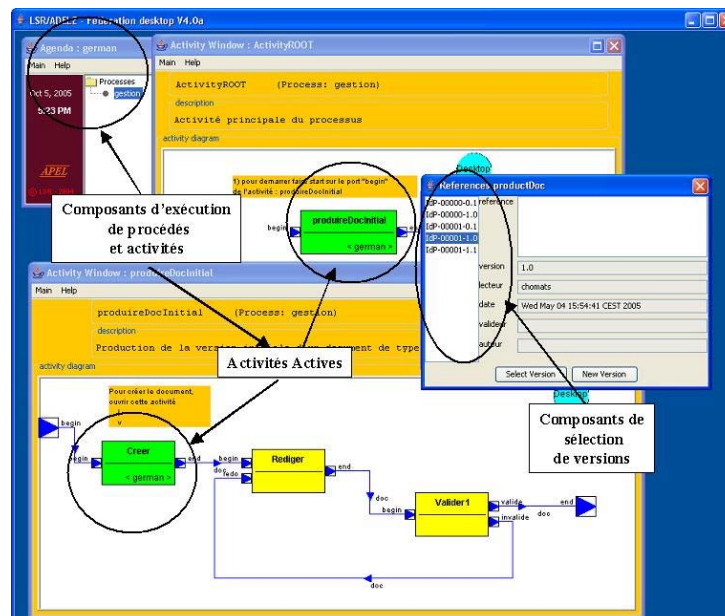 LSR/ADELE - Federation desktop V4.0a
Agenda : german
Main Help
Oct 5, 2005
5:23 PM
APEL
Processes
gestion
Activity Window : ActivityROOT
Main Help
ActivityROOT (Process: gestion)
description
Activité principale du processus
activity diagram
Desktop
1) pour demarrer faire start sur le port "begin"
de l'activité : produireDocInitial
begin
produireDocInitial
< german >
Composants d'exécution
de procédés
et activités
References productDoc
IdP-00000-0.1
IdP-00000-1.0
IdP-00001-0.1
IdP-00001-1.0
IdP-00001-1.1
reference
version 1.0
lecteur chomats
date Wed May 04 15:54:41 CEST 2005
valideur
auteur
Select Version New Version
Activity Window : produireDocInitial
Main Help
produireDocInitial (Process: gestion)
description
Production de la version
document de type
activity diagram
Activités Actives
Desktop
Composants de
sélection
de versions
Pour créer le document,
ouvrir cette activité
v
begin
begin
Creer
< german >
end
doc
begin
redo
Rediger
end
doc
begin
Valider1
valide
invalide
doc
end
doc